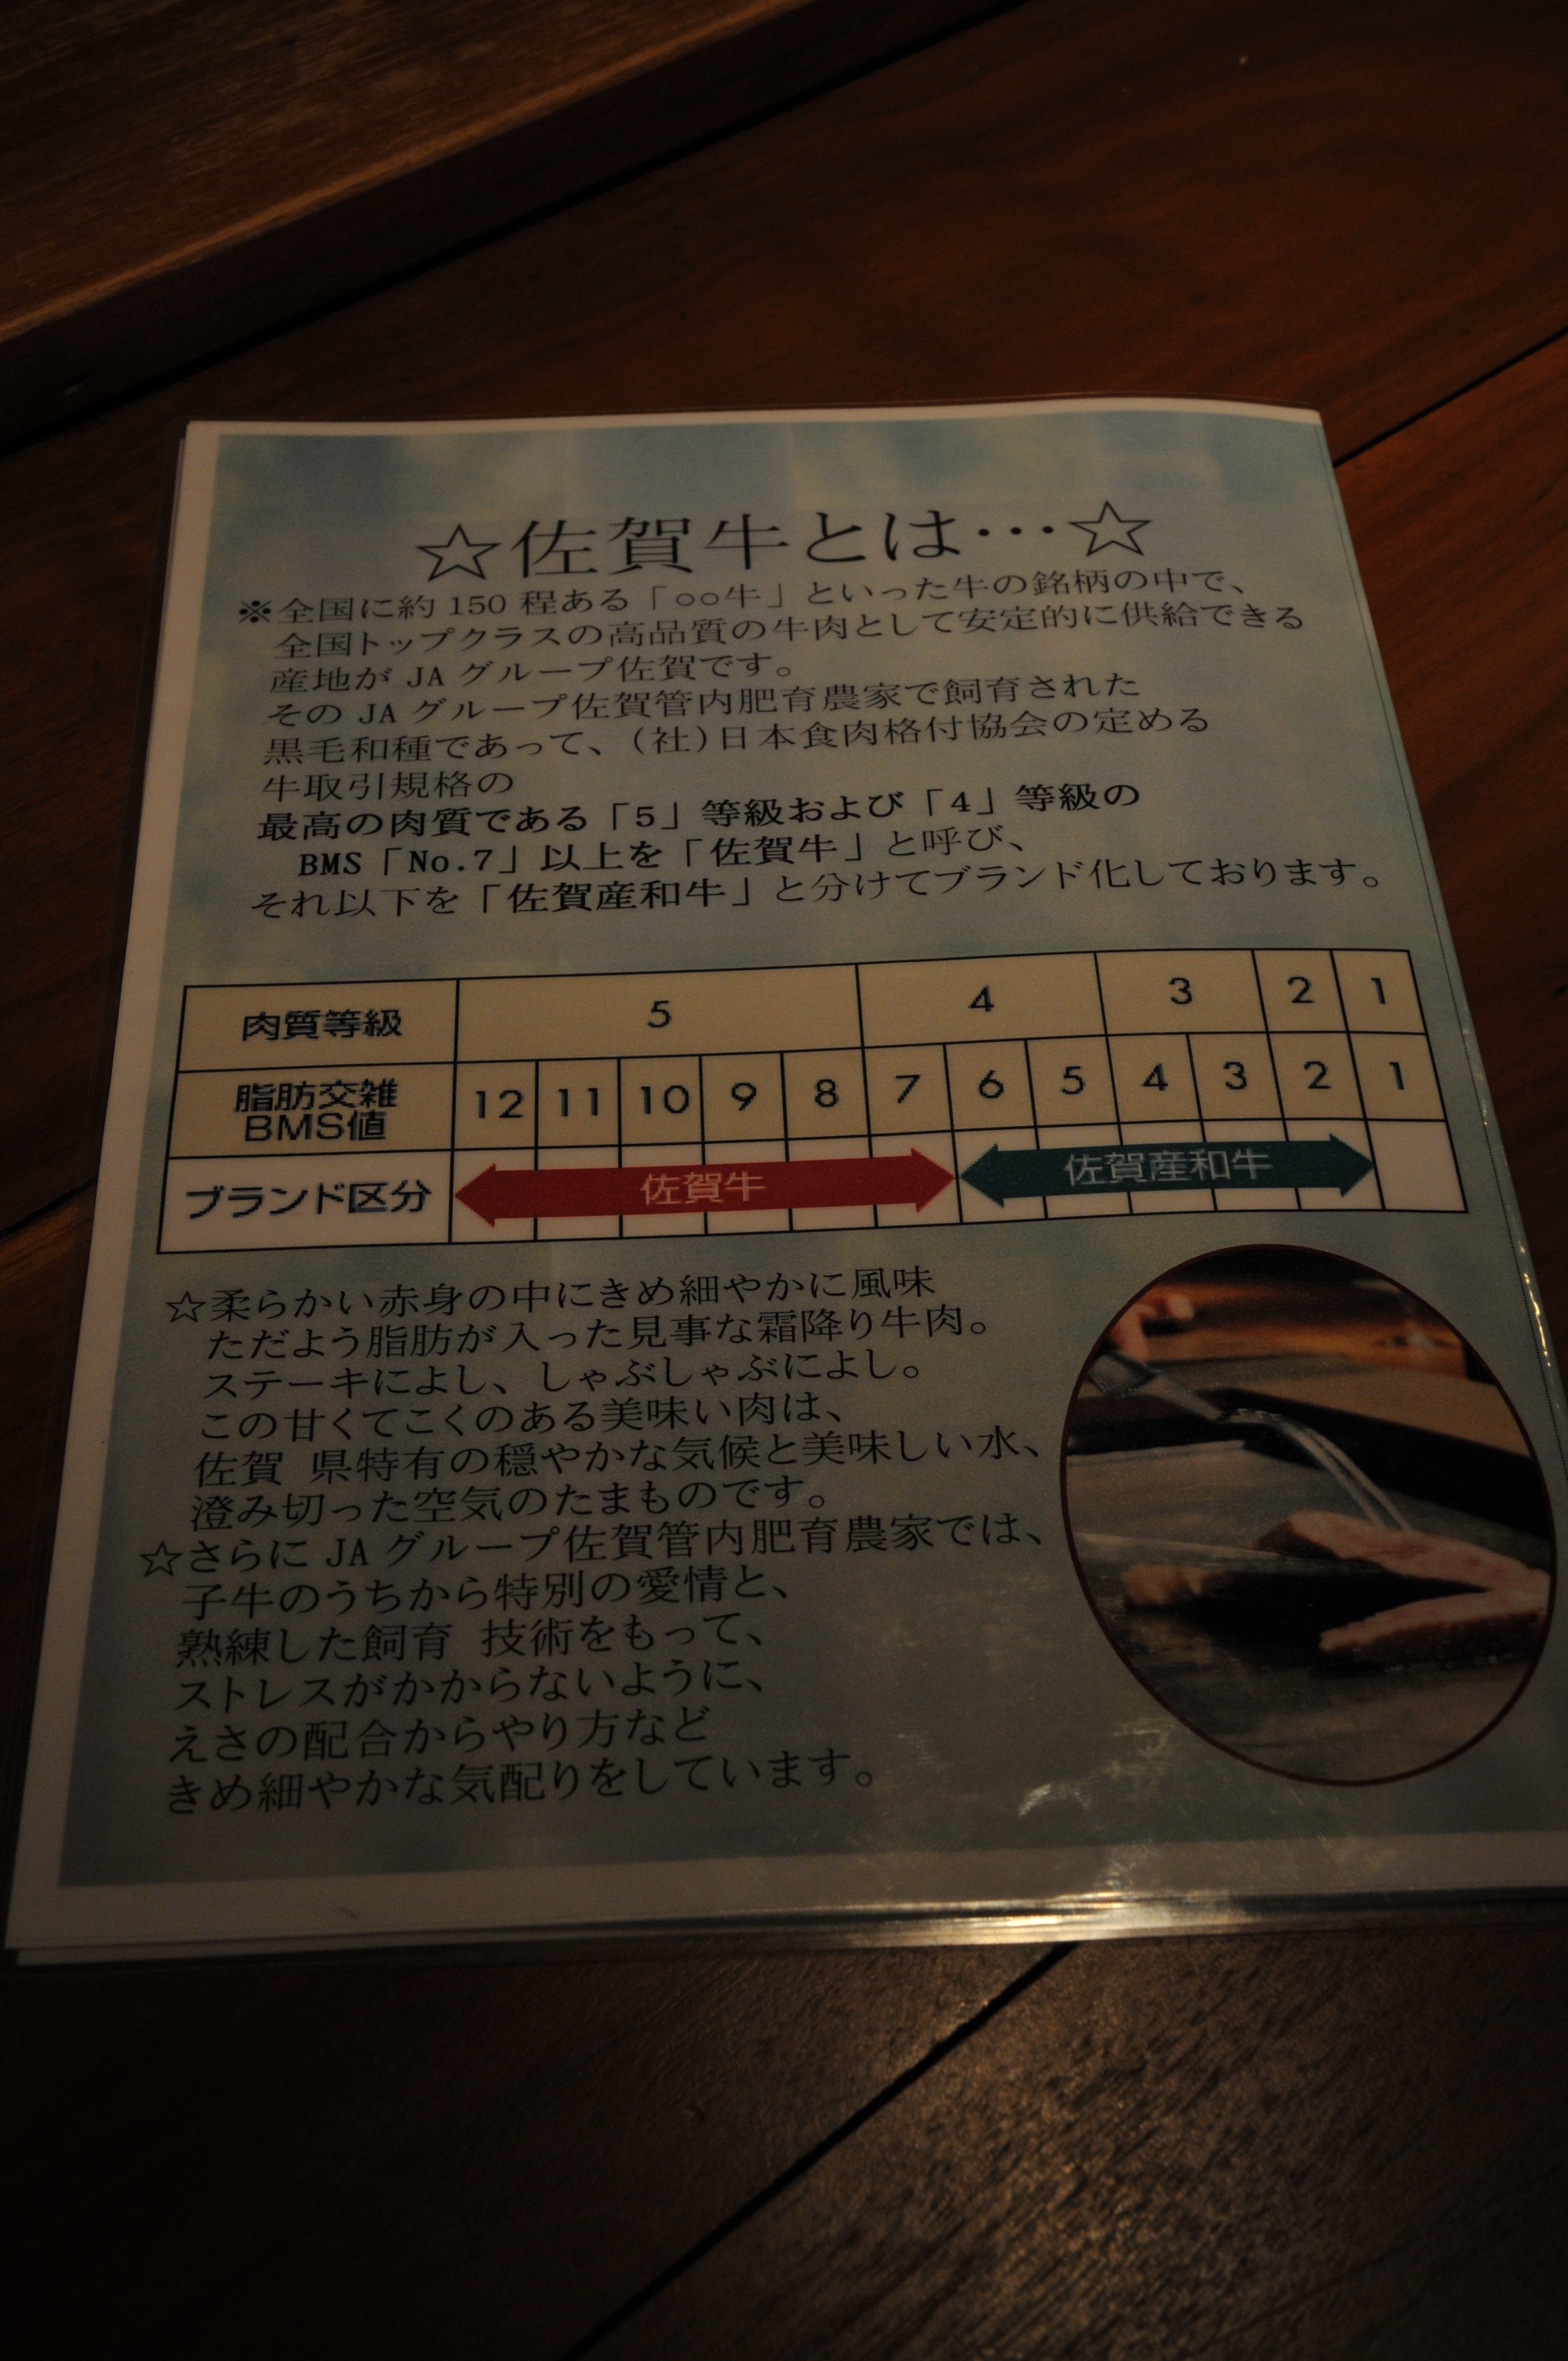 ☆佐賀牛とは…☆
※全国に約150程ある「○○牛」といった牛の銘柄の中で、
全国トップクラスの高品質の牛肉として安定的に供給できる
産地が JA グループ佐賀です。
その JA グループ佐賀管内肥育農家で飼育された
黒毛和種であって、（社）日本食肉格付協会の定める
牛取引規格の
最高の肉質である「5」等級および「4」等級の
BMS「No.7」以上を「佐賀牛」と呼び、
それ以下を「佐賀産和牛」と分けてブランド化しております。
肉質等級 5 4 3 2 1
脂肪交雑
BMS値 12 11 10 9 8 7 6 5 4 3 2 1
ブランド区分 佐賀牛 佐賀産和牛
☆柔らかい赤身の中にきめ細やかに風味
ただよう脂肪が入った見事な霜降り牛肉。
ステーキによし、しゃぶしゃぶによし。
この甘くてこくのある美味い肉は、
佐賀 県特有の穏やかな気候と美味しい水、
澄み切った空気のたまものです。
☆さらに JA グループ佐賀管内肥育農家では、
子牛のうちから特別の愛情と、
熟練した飼育 技術をもって、
ストレスがかからないように、
えさの配合からやり方など
きめ細やかな気配りをしています。